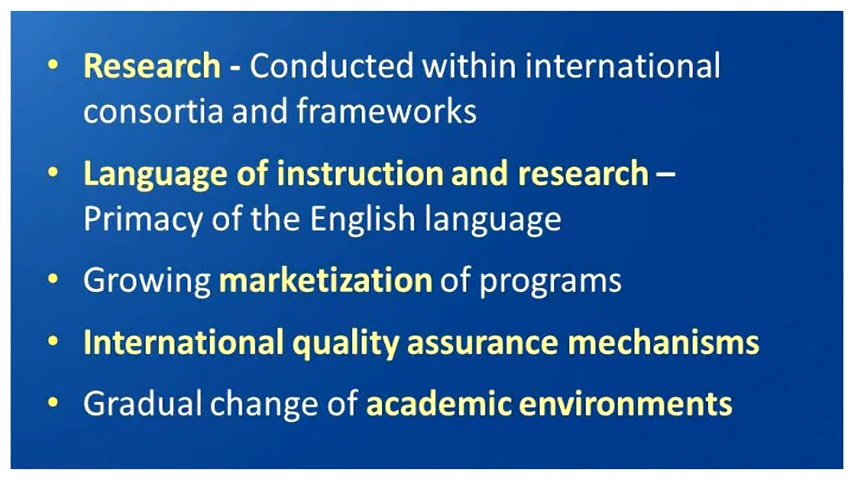 • Research - Conducted within international
consortia and frameworks
• Language of instruction and research –
Primacy of the English language
• Growing marketization of programs
• International quality assurance mechanisms
• Gradual change of academic environments